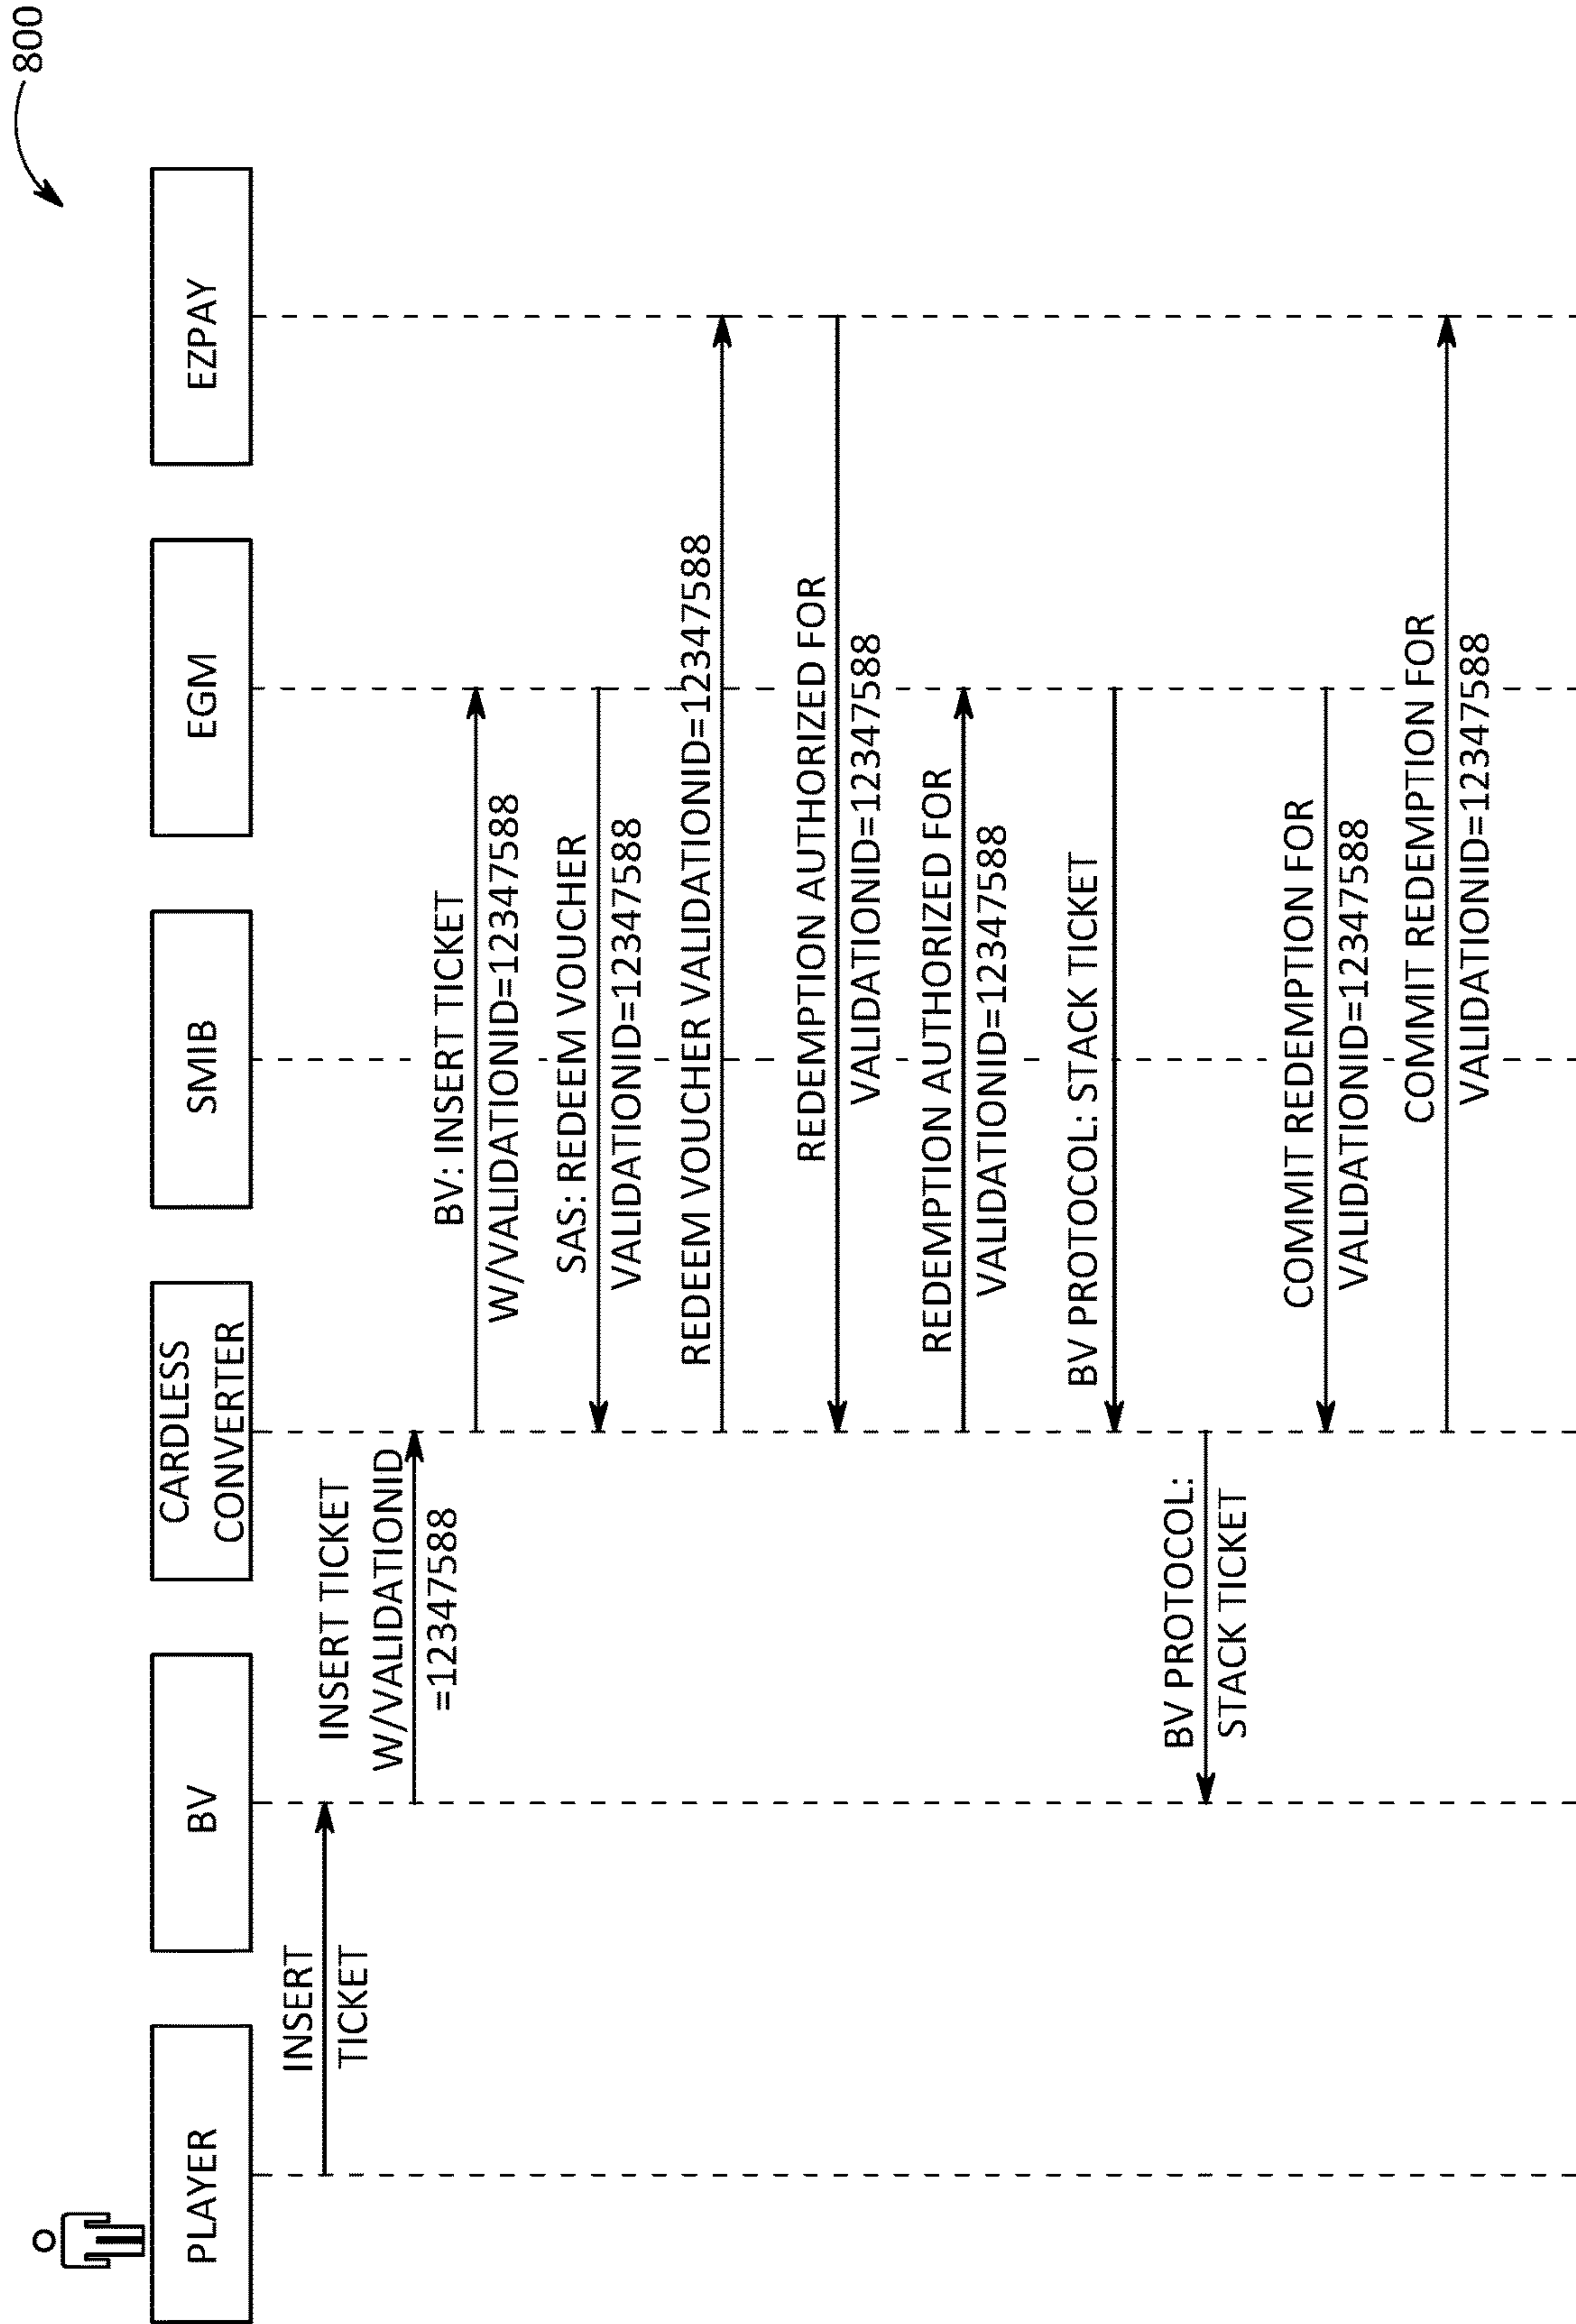 800
PLAYER
BV
CARDLESS
CONVERTER
SMIB
EGM
EZPAY
INSERT
TICKET
INSERT TICKET
W/VALIDATIONID
=12347588
BV: INSERT TICKET
W/VALIDATIONID=12347588
SAS: REDEEM VOUCHER
VALIDATIONID=12347588
REDEEM VOUCHER VALIDATIONID=12347588
REDEMPTION AUTHORIZED FOR
VALIDATIONID=12347588
REDEMPTION AUTHORIZED FOR
VALIDATIONID=12347588
BV PROTOCOL: STACK TICKET
BV PROTOCOL:
STACK TICKET
COMMIT REDEMPTION FOR
VALIDATIONID=12347588
COMMIT REDEMPTION FOR
VALIDATIONID=12347588